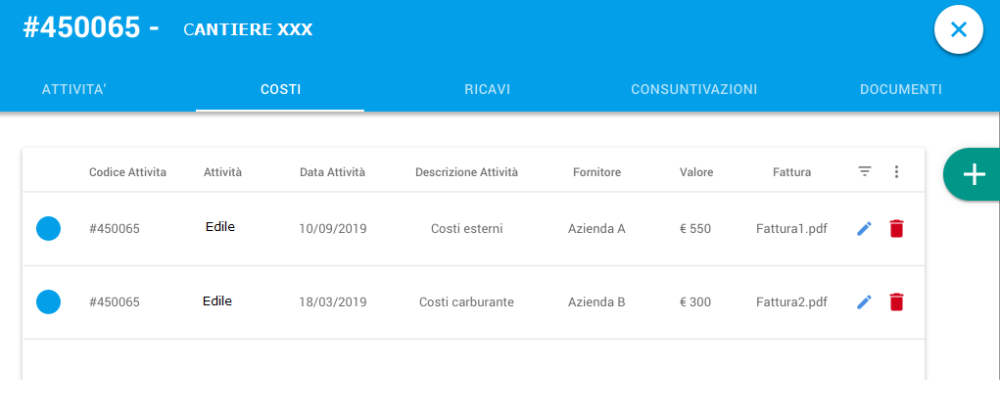 #450065 - CANTIERE XXX
ATTIVITA' COSTI RICAVI CONSUNTIVAZIONI DOCUMENTI
Codice Attivita Attività Data Attività Descrizione Attività Fornitore Valore Fattura
#450065 Edile 10/09/2019 Costi esterni Azienda A € 550 Fattura1.pdf
#450065 Edile 18/03/2019 Costi carburante Azienda B € 300 Fattura2.pdf